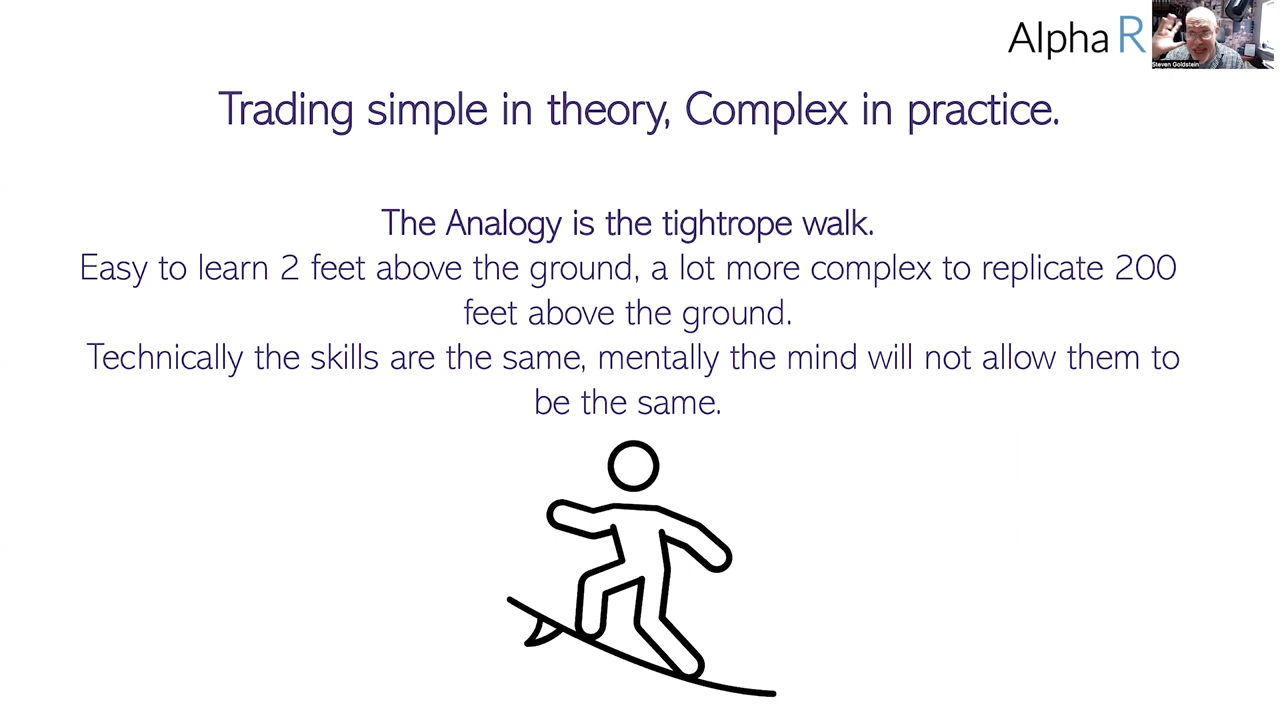 Alpha R
Steven Goldstein
Trading simple in theory, Complex in practice.
The Analogy is the tightrope walk.
Easy to learn 2 feet above the ground, a lot more complex to replicate 200
feet above the ground.
Technically the skills are the same, mentally the mind will not allow them to
be the same.